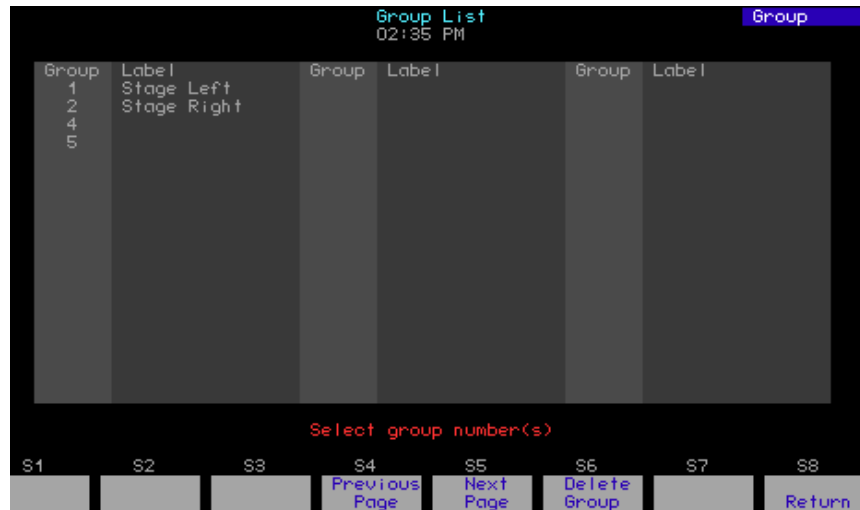 Group List
Group
02:35 PM
Group Label Group Label Group Label
1 Stage Left
2 Stage Right
4
5
Select group number(s)
S1 S2 S3 S4 S5 S6 S7 S8
Previous Next Delete
Page Page Group Return